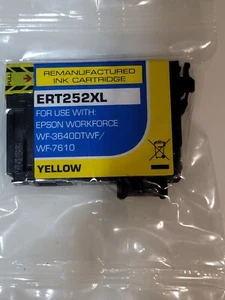 REMANUFACTURED
INK CARTRIDGE
ERT252XL
FOR USE WITH:
EPSON WORKFORCE
WF-3640DTWF/
WF-7610
YELLOW